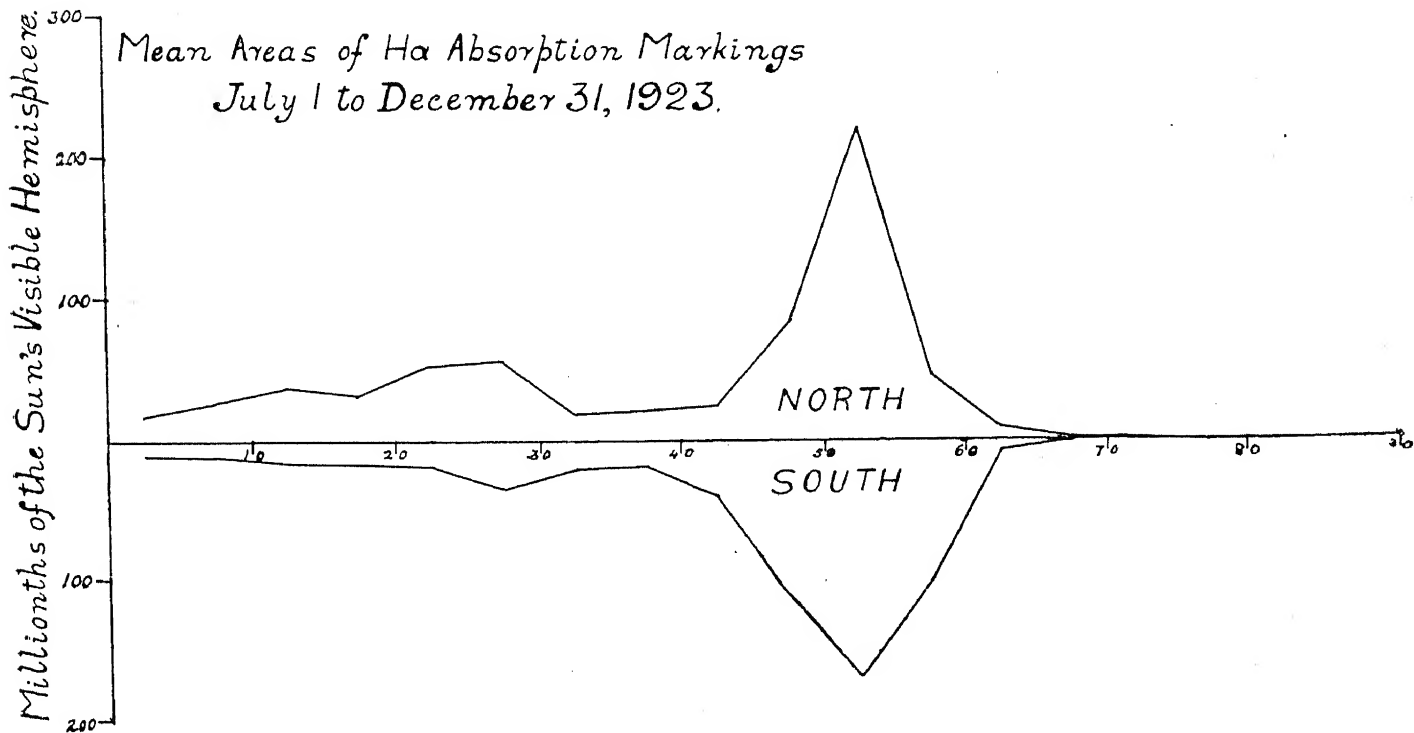 Mean Areas of Hα Absorption Markings
July 1 to December 31, 1923.
Millionths of the Sun's Visible Hemisphere.
300
200
100
NORTH
10 20 30 40 50 60 70 80 90
SOUTH
100
200